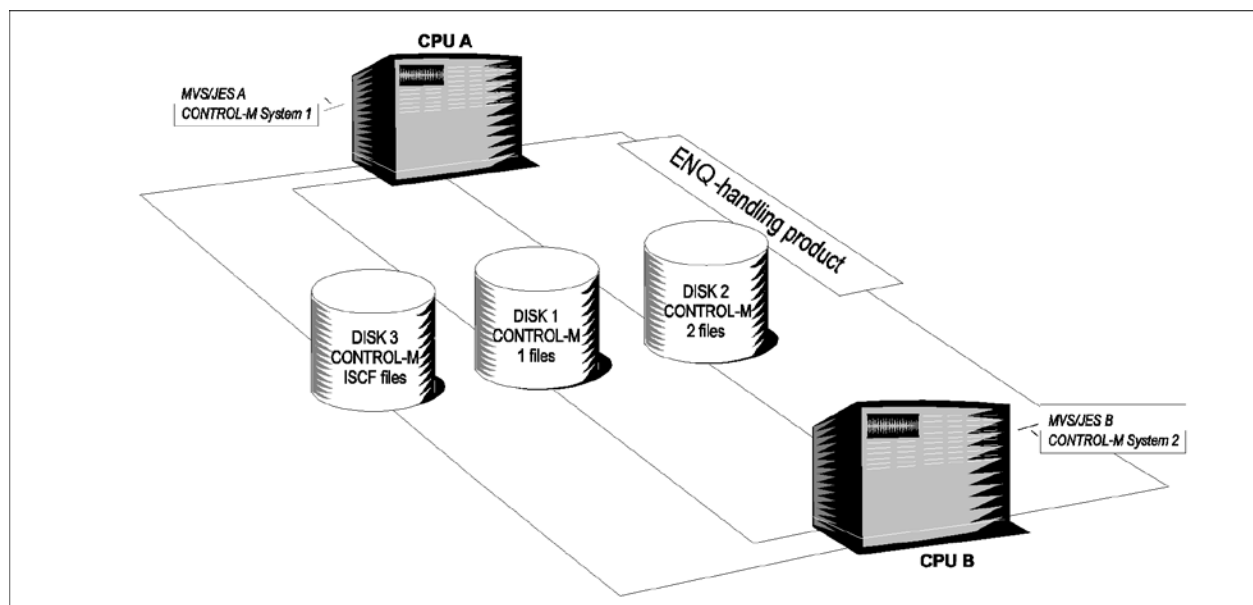 CPU A
MVS/JES A
CONTROL-M System 1
ENQ-handling product
DISK 2
CONTROL-M
2 files
DISK 1
CONTROL-M
1 files
DISK 3
CONTROL-M
ISCF files
MVS/JES B
CONTROL-M System 2
CPU B